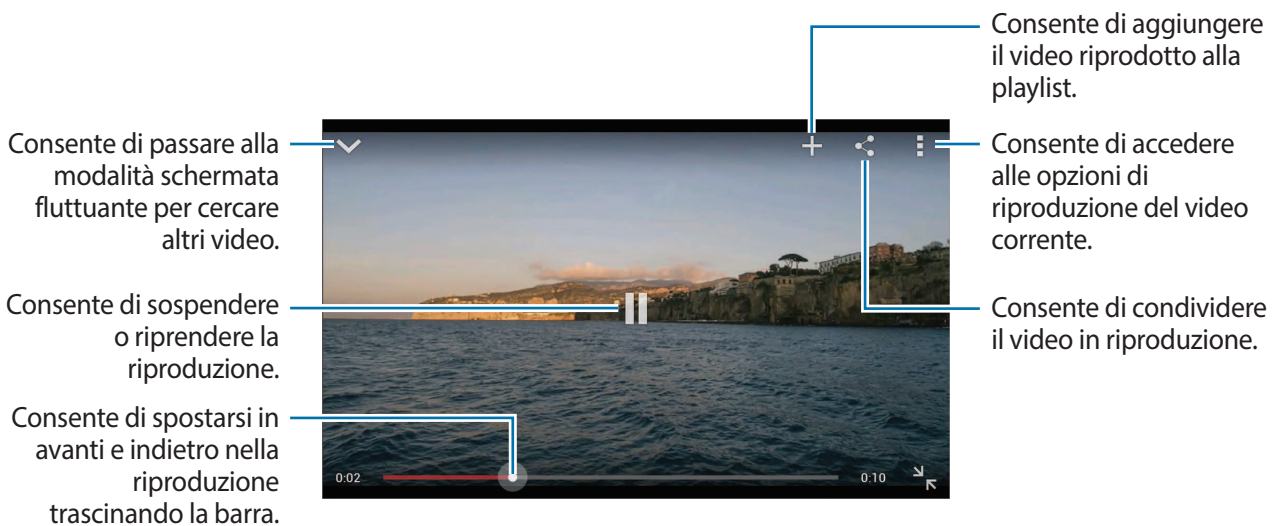 Consente di aggiungere
il video riprodotto alla
playlist.
Consente di passare alla
modalità schermata
fluttuante per cercare
altri video.
Consente di accedere
alle opzioni di
riproduzione del video
corrente.
Consente di sospendere
o riprendere la
riproduzione.
Consente di condividere
il video in riproduzione.
Consente di spostarsi in
avanti e indietro nella
riproduzione
trascinando la barra.
0:02
0:10